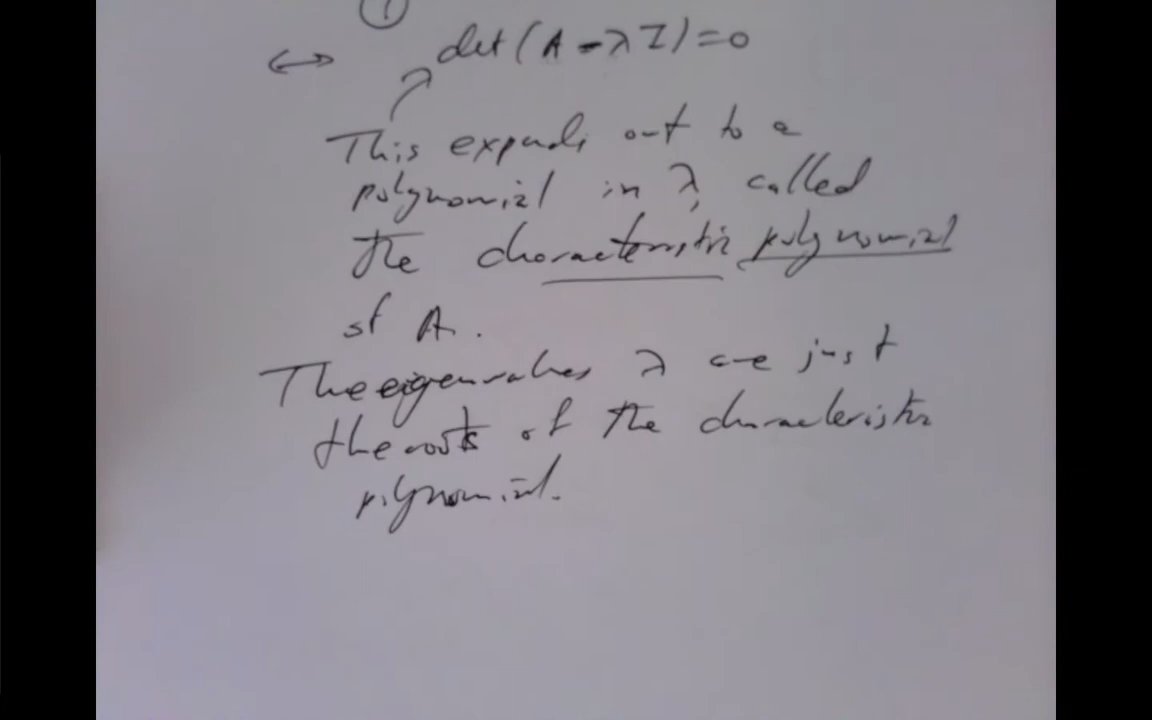 ①
↔ det(A - λI) = 0
This expands out to a
polynomial in λ, called
the characteristic polynomial
of A.
The eigenvalues λ are just
the roots of the characteristic
polynomial.